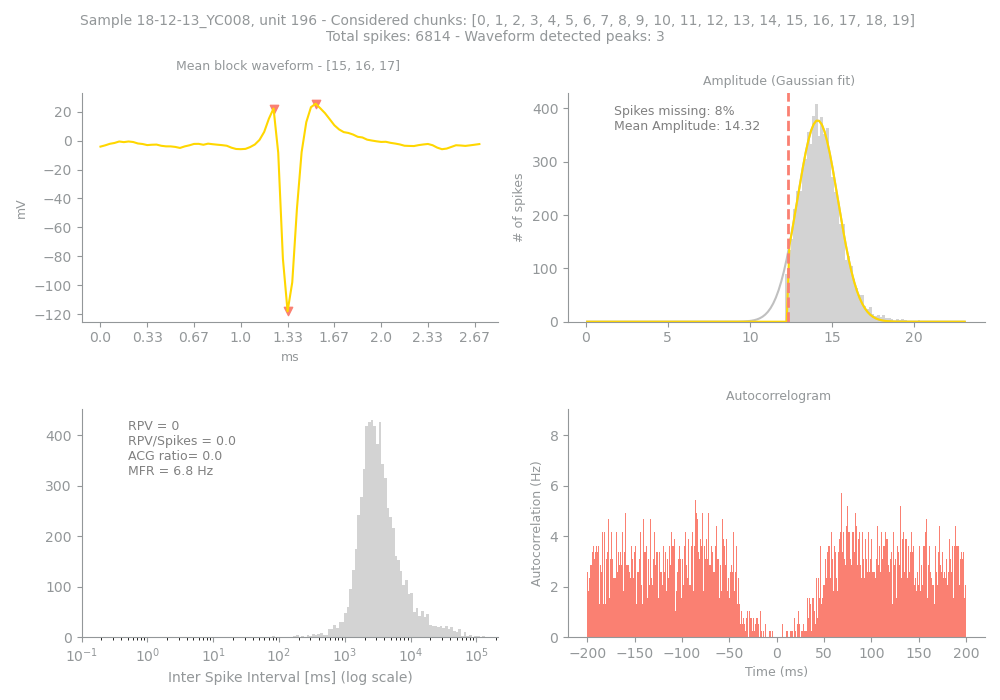 Sample 18-12-13_YC008, unit 196 - Considered chunks: [0, 1, 2, 3, 4, 5, 6, 7, 8, 9, 10, 11, 12, 13, 14, 15, 16, 17, 18, 19]
Total spikes: 6814 - Waveform detected peaks: 3
Mean block waveform - [15, 16, 17]
20
0
−20
−40
−60
−80
−100
−120
mV
0.0 0.33 0.67 1.0 1.33 1.67 2.0 2.33 2.67
ms
Amplitude (Gaussian fit)
Spikes missing: 8%
Mean Amplitude: 14.32
400
300
200
100
0
# of spikes
0 5 10 15 20
RPV = 0
RPV/Spikes = 0.0
ACG ratio= 0.0
MFR = 6.8 Hz
400
300
200
100
0
10⁻¹ 10⁰ 10¹ 10² 10³ 10⁴ 10⁵
Inter Spike Interval [ms] (log scale)
Autocorrelogram
8
6
4
2
0
Autocorrelation (Hz)
−200 −150 −100 −50 0 50 100 150 200
Time (ms)